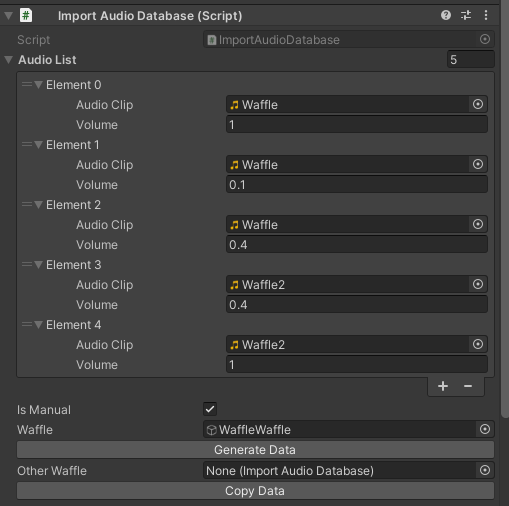 Import Audio Database (Script)
Script ImportAudioDatabase
Audio List 5
Element 0
Audio Clip Waffle
Volume 1
Element 1
Audio Clip Waffle
Volume 0.1
Element 2
Audio Clip Waffle
Volume 0.4
Element 3
Audio Clip Waffle2
Volume 0.4
Element 4
Audio Clip Waffle2
Volume 1
+ −
Is Manual
Waffle WaffleWaffle
Generate Data
Other Waffle None (Import Audio Database)
Copy Data